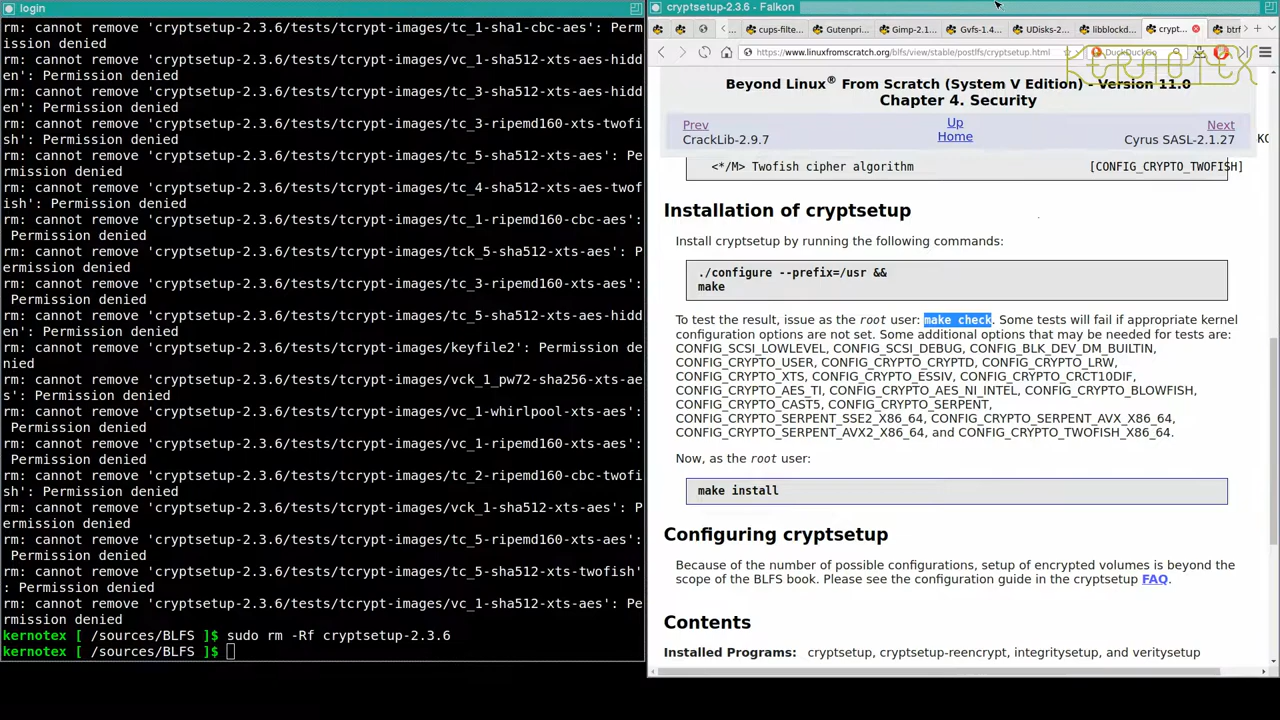 login
rm: cannot remove 'cryptsetup-2.3.6/tests/tcrypt-images/tc_1-sha1-cbc-aes': Perm
ission denied
rm: cannot remove 'cryptsetup-2.3.6/tests/tcrypt-images/vc_1-sha512-xts-aes-hidd
en': Permission denied
rm: cannot remove 'cryptsetup-2.3.6/tests/tcrypt-images/tc_3-sha512-xts-aes-hidd
en': Permission denied
rm: cannot remove 'cryptsetup-2.3.6/tests/tcrypt-images/tc_3-ripemd160-xts-twofi
sh': Permission denied
rm: cannot remove 'cryptsetup-2.3.6/tests/tcrypt-images/tc_5-sha512-xts-aes': Pe
rmission denied
rm: cannot remove 'cryptsetup-2.3.6/tests/tcrypt-images/tc_4-sha512-xts-aes-twof
ish': Permission denied
rm: cannot remove 'cryptsetup-2.3.6/tests/tcrypt-images/tc_1-ripemd160-cbc-aes':
 Permission denied
rm: cannot remove 'cryptsetup-2.3.6/tests/tcrypt-images/tck_5-sha512-xts-aes': P
ermission denied
rm: cannot remove 'cryptsetup-2.3.6/tests/tcrypt-images/tc_3-ripemd160-xts-aes':
 Permission denied
rm: cannot remove 'cryptsetup-2.3.6/tests/tcrypt-images/tc_5-sha512-xts-aes-hidd
en': Permission denied
rm: cannot remove 'cryptsetup-2.3.6/tests/tcrypt-images/keyfile2': Permission de
nied
rm: cannot remove 'cryptsetup-2.3.6/tests/tcrypt-images/vck_1_pw72-sha256-xts-ae
s': Permission denied
rm: cannot remove 'cryptsetup-2.3.6/tests/tcrypt-images/vc_1-whirlpool-xts-aes':
 Permission denied
rm: cannot remove 'cryptsetup-2.3.6/tests/tcrypt-images/vc_1-ripemd160-xts-aes':
 Permission denied
rm: cannot remove 'cryptsetup-2.3.6/tests/tcrypt-images/tc_2-ripemd160-cbc-twofi
sh': Permission denied
rm: cannot remove 'cryptsetup-2.3.6/tests/tcrypt-images/vck_1-sha512-xts-aes': P
ermission denied
rm: cannot remove 'cryptsetup-2.3.6/tests/tcrypt-images/tc_5-ripemd160-xts-aes':
 Permission denied
rm: cannot remove 'cryptsetup-2.3.6/tests/tcrypt-images/tc_5-sha512-xts-twofish'
: Permission denied
rm: cannot remove 'cryptsetup-2.3.6/tests/tcrypt-images/vc_1-sha512-xts-aes': Pe
rmission denied
kernotex [ /sources/BLFS ]$ sudo rm -Rf cryptsetup-2.3.6
kernotex [ /sources/BLFS ]$
cryptsetup-2.3.6 - Falkon
cups-filte... Gutenpri... Gimp-2.1... Gvfs-1.4... UDisks-2... libblockd... crypt... btrf
https://www.linuxfromscratch.org/blfs/view/stable/postlfs/cryptsetup.html DuckDuckGo
KERNOTEX
Beyond Linux® From Scratch (System V Edition) - Version 11.0
Chapter 4. Security
Prev Up Next
CrackLib-2.9.7 Home Cyrus SASL-2.1.27
<*/M> Twofish cipher algorithm [CONFIG_CRYPTO_TWOFISH]
Installation of cryptsetup
Install cryptsetup by running the following commands:
./configure --prefix=/usr &&
make
To test the result, issue as the root user: make check. Some tests will fail if appropriate kernel
configuration options are not set. Some additional options that may be needed for tests are:
CONFIG_SCSI_LOWLEVEL, CONFIG_SCSI_DEBUG, CONFIG_BLK_DEV_DM_BUILTIN,
CONFIG_CRYPTO_USER, CONFIG_CRYPTO_CRYPTD, CONFIG_CRYPTO_LRW,
CONFIG_CRYPTO_XTS, CONFIG_CRYPTO_ESSIV, CONFIG_CRYPTO_CRCT10DIF,
CONFIG_CRYPTO_AES_TI, CONFIG_CRYPTO_AES_NI_INTEL, CONFIG_CRYPTO_BLOWFISH,
CONFIG_CRYPTO_CAST5, CONFIG_CRYPTO_SERPENT,
CONFIG_CRYPTO_SERPENT_SSE2_X86_64, CONFIG_CRYPTO_SERPENT_AVX_X86_64,
CONFIG_CRYPTO_SERPENT_AVX2_X86_64, and CONFIG_CRYPTO_TWOFISH_X86_64.
Now, as the root user:
make install
Configuring cryptsetup
Because of the number of possible configurations, setup of encrypted volumes is beyond the
scope of the BLFS book. Please see the configuration guide in the cryptsetup FAQ.
Contents
Installed Programs: cryptsetup, cryptsetup-reencrypt, integritysetup, and veritysetup